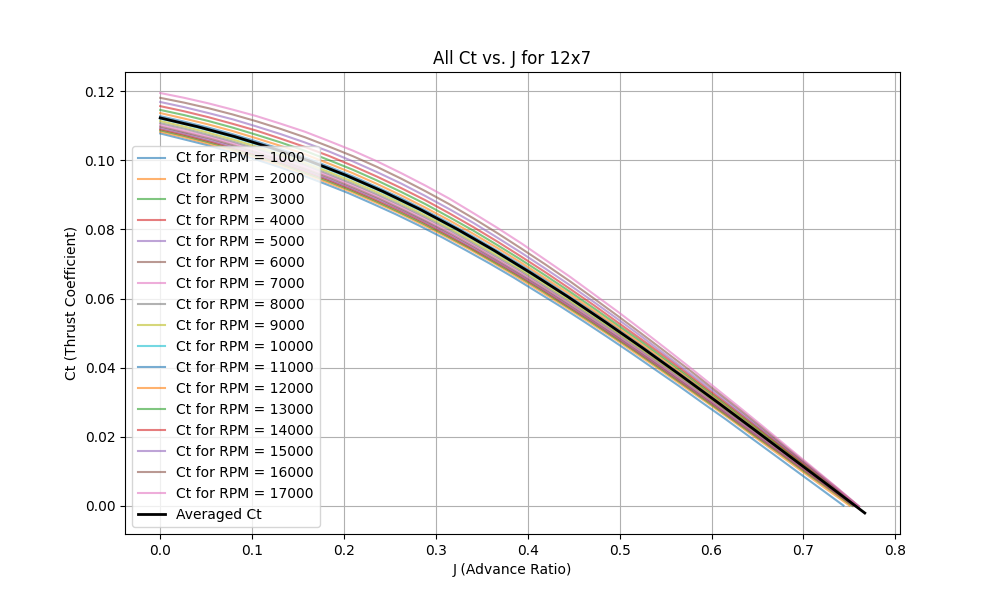 All Ct vs. J for 12x7
Ct (Thrust Coefficient)
0.12
0.10
0.08
0.06
0.04
0.02
0.00
Ct for RPM = 1000
Ct for RPM = 2000
Ct for RPM = 3000
Ct for RPM = 4000
Ct for RPM = 5000
Ct for RPM = 6000
Ct for RPM = 7000
Ct for RPM = 8000
Ct for RPM = 9000
Ct for RPM = 10000
Ct for RPM = 11000
Ct for RPM = 12000
Ct for RPM = 13000
Ct for RPM = 14000
Ct for RPM = 15000
Ct for RPM = 16000
Ct for RPM = 17000
Averaged Ct
0.0 0.1 0.2 0.3 0.4 0.5 0.6 0.7 0.8
J (Advance Ratio)